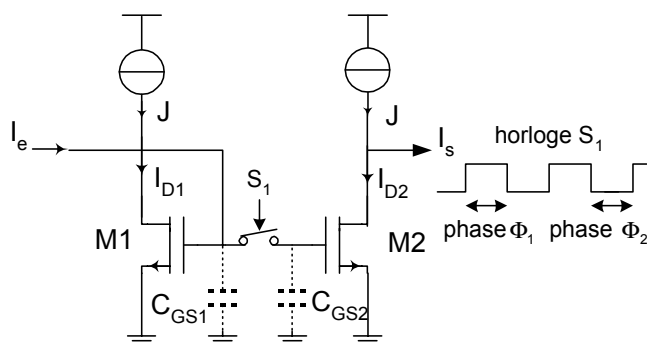 J
J
I_e
I_s
horloge S_1
I_D1
S_1
I_D2
M1
M2
phase Φ_1
phase Φ_2
C_GS1
C_GS2